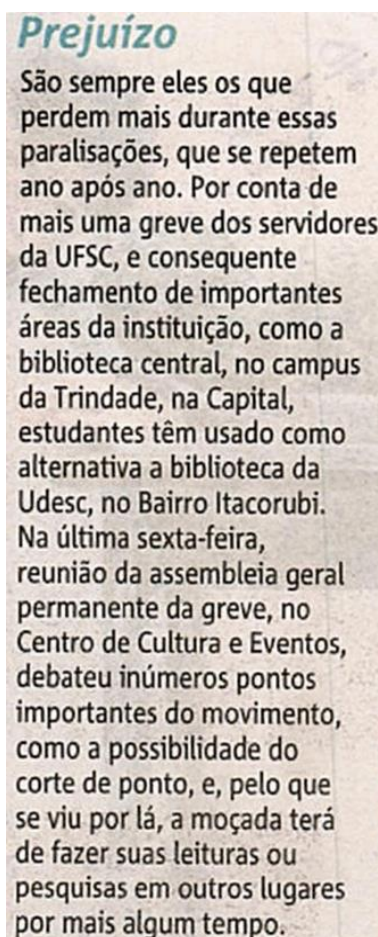 Prejuízo
São sempre eles os que
perdem mais durante essas
paralisações, que se repetem
ano após ano. Por conta de
mais uma greve dos servidores
da UFSC, e consequente
fechamento de importantes
áreas da instituição, como a
biblioteca central, no campus
da Trindade, na Capital,
estudantes têm usado como
alternativa a biblioteca da
Udesc, no Bairro Itacorubi.
Na última sexta-feira,
reunião da assembleia geral
permanente da greve, no
Centro de Cultura e Eventos,
debateu inúmeros pontos
importantes do movimento,
como a possibilidade do
corte de ponto, e, pelo que
se viu por lá, a moçada terá
de fazer suas leituras ou
pesquisas em outros lugares
por mais algum tempo.